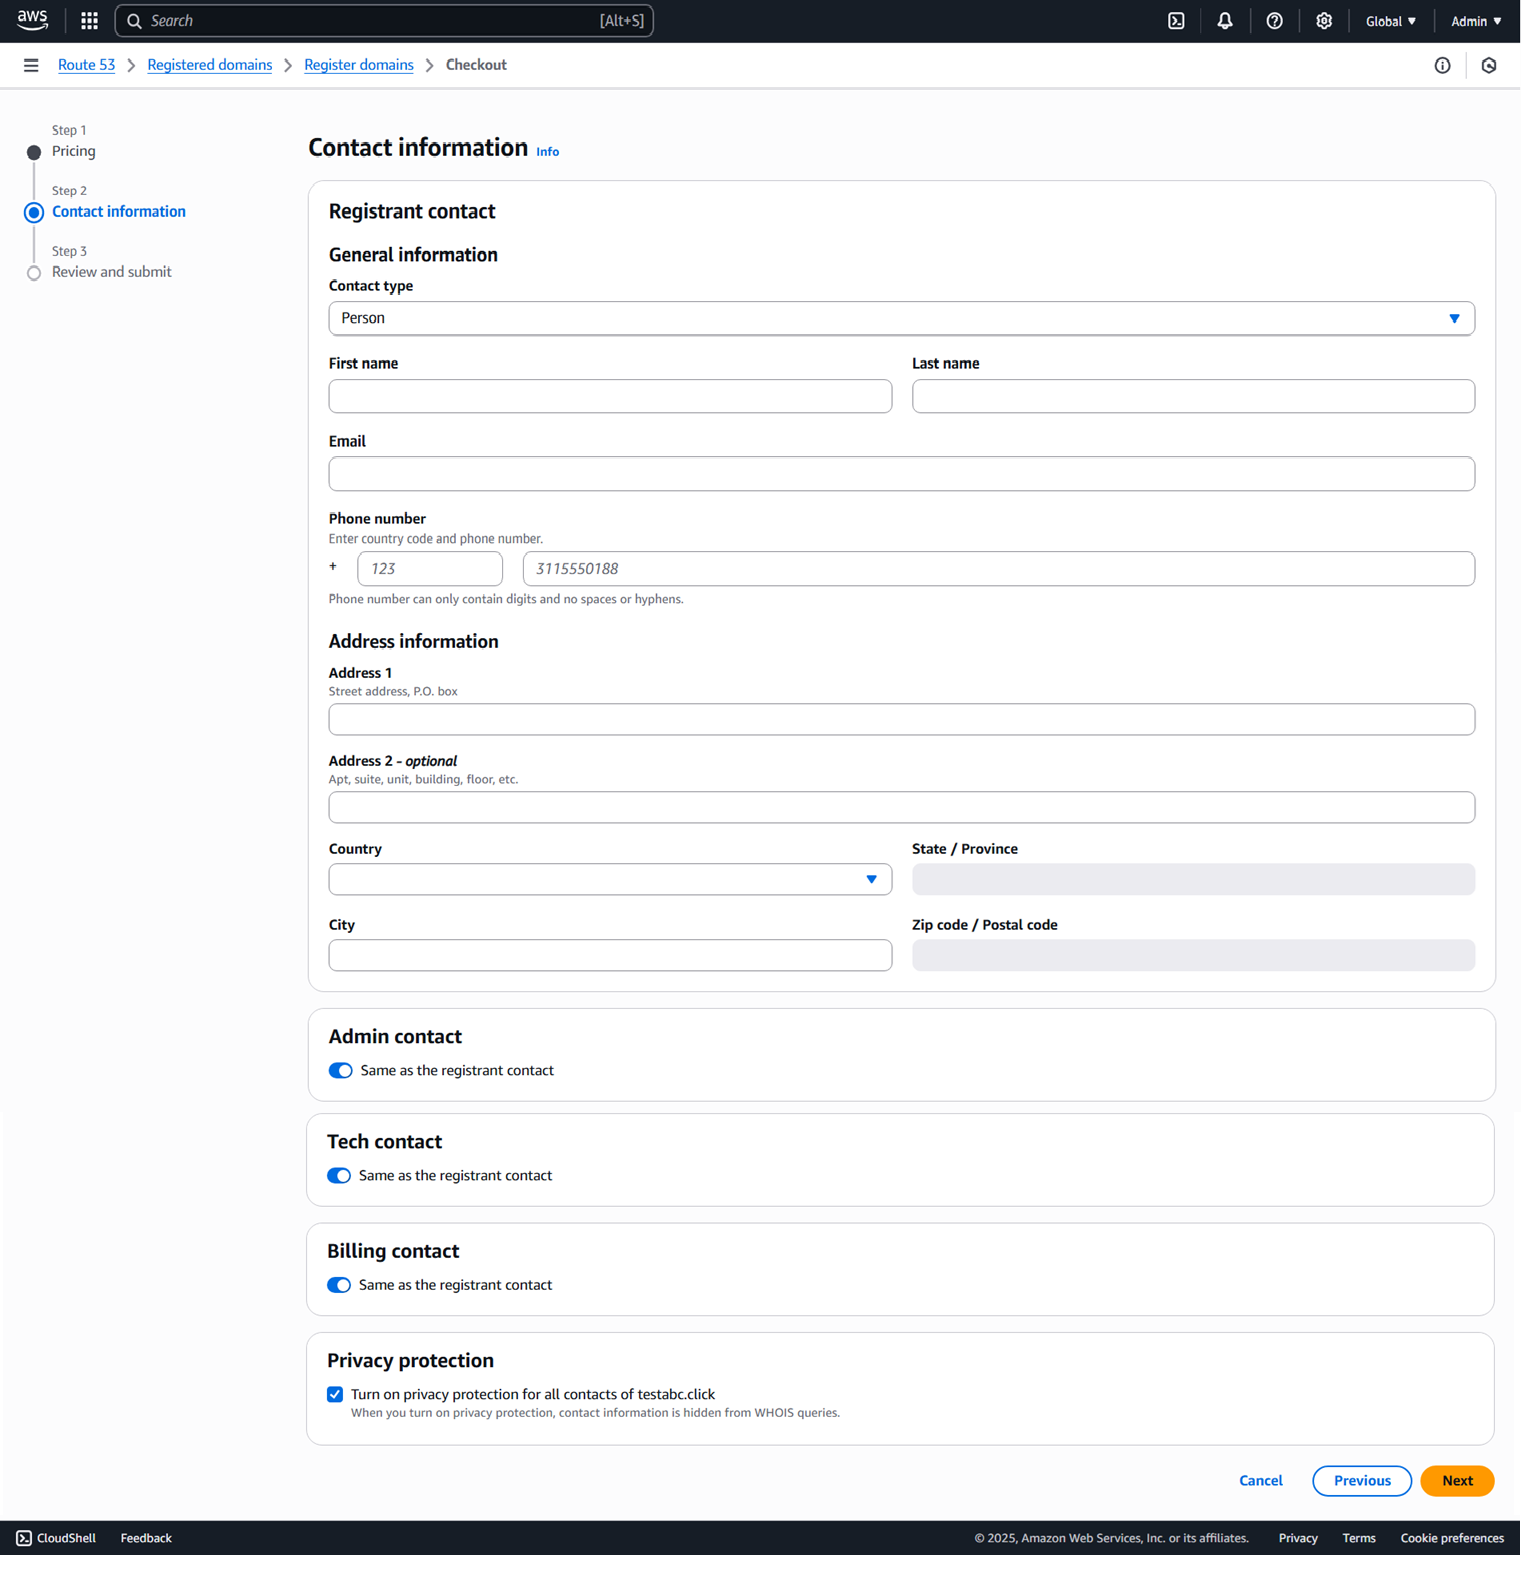 aws
Search [Alt+S]
Global ▼ Admin ▼
Route 53 > Registered domains > Register domains > Checkout
Step 1
Pricing
Step 2
Contact information
Step 3
Review and submit
Contact information Info
Registrant contact
General information
Contact type
Person
First name Last name
Email
Phone number
Enter country code and phone number.
+ 123 3115550188
Phone number can only contain digits and no spaces or hyphens.
Address information
Address 1
Street address, P.O. box
Address 2 - optional
Apt, suite, unit, building, floor, etc.
Country State / Province
City Zip code / Postal code
Admin contact
Same as the registrant contact
Tech contact
Same as the registrant contact
Billing contact
Same as the registrant contact
Privacy protection
Turn on privacy protection for all contacts of testabc.click
When you turn on privacy protection, contact information is hidden from WHOIS queries.
Cancel Previous Next
CloudShell Feedback © 2025, Amazon Web Services, Inc. or its affiliates. Privacy Terms Cookie preferences